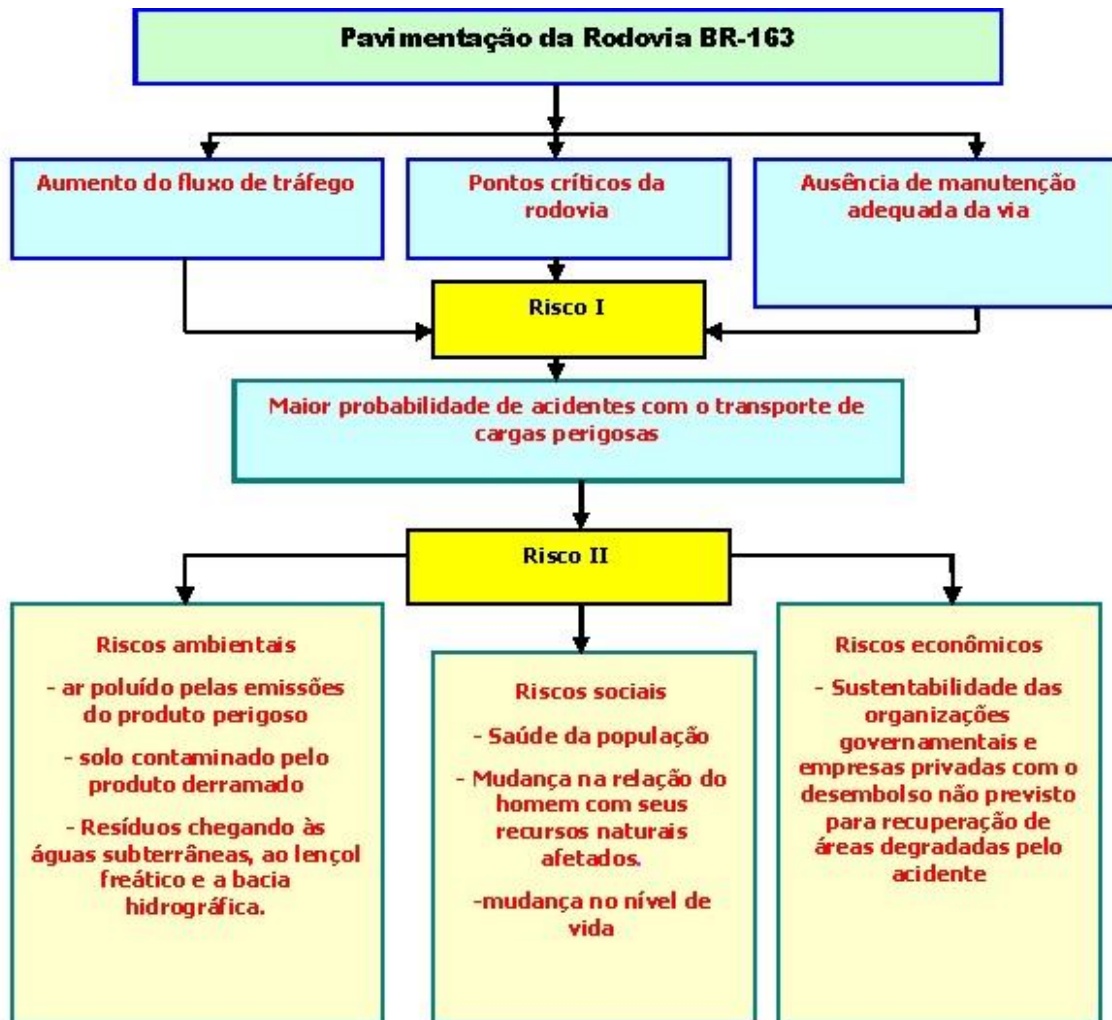 Pavimentação da Rodovia BR-163
Aumento do fluxo de tráfego
Pontos críticos da
rodovia
Ausência de manutenção
adequada da via
Risco I
Maior probabilidade de acidentes com o transporte de
cargas perigosas
Risco II
Riscos ambientais
- ar poluído pelas emissões
do produto perigoso
- solo contaminado pelo
produto derramado
- Resíduos chegando às
águas subterrâneas, ao lençol
freático e a bacia
hidrográfica.
Riscos sociais
- Saúde da população
- Mudança na relação do
homem com seus
recursos naturais
afetados.
-mudança no nível de
vida
Riscos econômicos
- Sustentabilidade das
organizações
governamentais e
empresas privadas com o
desembolso não previsto
para recuperação de
áreas degradadas pelo
acidente